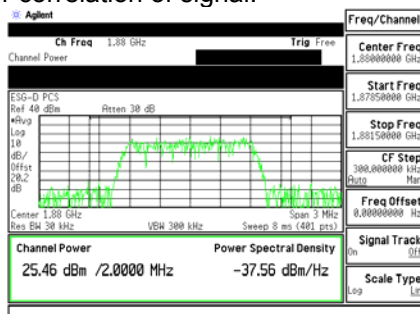 r correlation of signal.
Agilent
Freq/Channel
Ch Freq 1.88 GHz Trig Free
Channel Power
Center Freq
1.88000000 GHz
Start Freq
1.87850000 GHz
Stop Freq
1.88150000 GHz
CF Step
300.000000 kHz
Auto Man
Freq Offset
0.00000000 Hz
Signal Track
On Off
Scale Type
Log Lin
ESG-D PCS
Ref 40 dBm Atten 30 dB
#Avg
Log
10
dB/
Offst
20.2
dB
Center 1.88 GHz Span 3 MHz
Res BW 30 kHz VBW 300 kHz Sweep 8 ms (401 pts)
Channel Power Power Spectral Density
25.46 dBm /2.0000 MHz -37.56 dBm/Hz